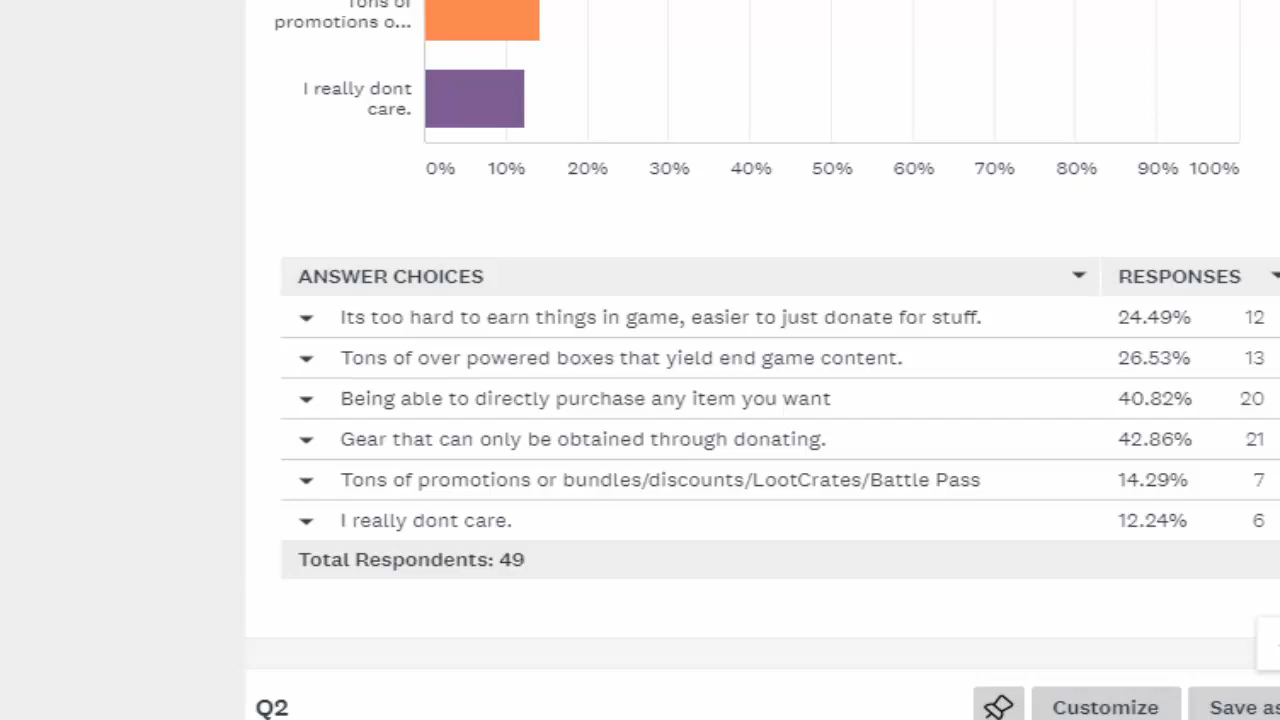 Tons of
promotions o...
I really dont
care.
0% 10% 20% 30% 40% 50% 60% 70% 80% 90% 100%
ANSWER CHOICES RESPONSES
Its too hard to earn things in game, easier to just donate for stuff. 24.49% 12
Tons of over powered boxes that yield end game content. 26.53% 13
Being able to directly purchase any item you want 40.82% 20
Gear that can only be obtained through donating. 42.86% 21
Tons of promotions or bundles/discounts/LootCrates/Battle Pass 14.29% 7
I really dont care. 12.24% 6
Total Respondents: 49
Q2 Customize Save as